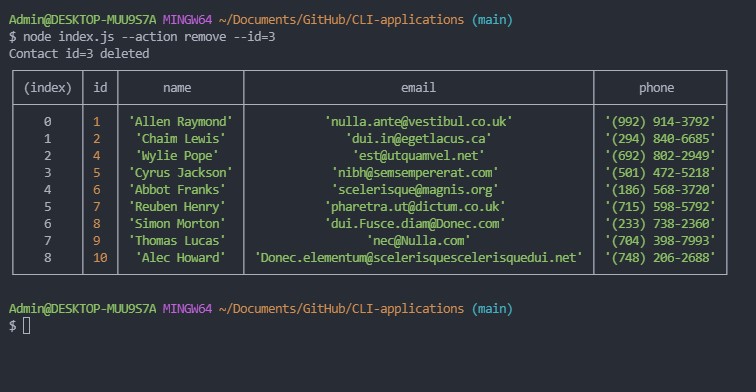 Admin@DESKTOP-MUU9S7A MINGW64 ~/Documents/GitHub/CLI-applications (main)
$ node index.js --action remove --id=3
Contact id=3 deleted
(index) id name email phone
0 1 'Allen Raymond' 'nulla.ante@vestibul.co.uk' '(992) 914-3792'
1 2 'Chaim Lewis' 'dui.in@egetlacus.ca' '(294) 840-6685'
2 4 'Wylie Pope' 'est@utquamvel.net' '(692) 802-2949'
3 5 'Cyrus Jackson' 'nibh@semsempererat.com' '(501) 472-5218'
4 6 'Abbot Franks' 'scelerisque@magnis.org' '(186) 568-3720'
5 7 'Reuben Henry' 'pharetra.ut@dictum.co.uk' '(715) 598-5792'
6 8 'Simon Morton' 'dui.Fusce.diam@Donec.com' '(233) 738-2360'
7 9 'Thomas Lucas' 'nec@Nulla.com' '(704) 398-7993'
8 10 'Alec Howard' 'Donec.elementum@scelerisquescelerisquedui.net' '(748) 206-2688'
Admin@DESKTOP-MUU9S7A MINGW64 ~/Documents/GitHub/CLI-applications (main)
$